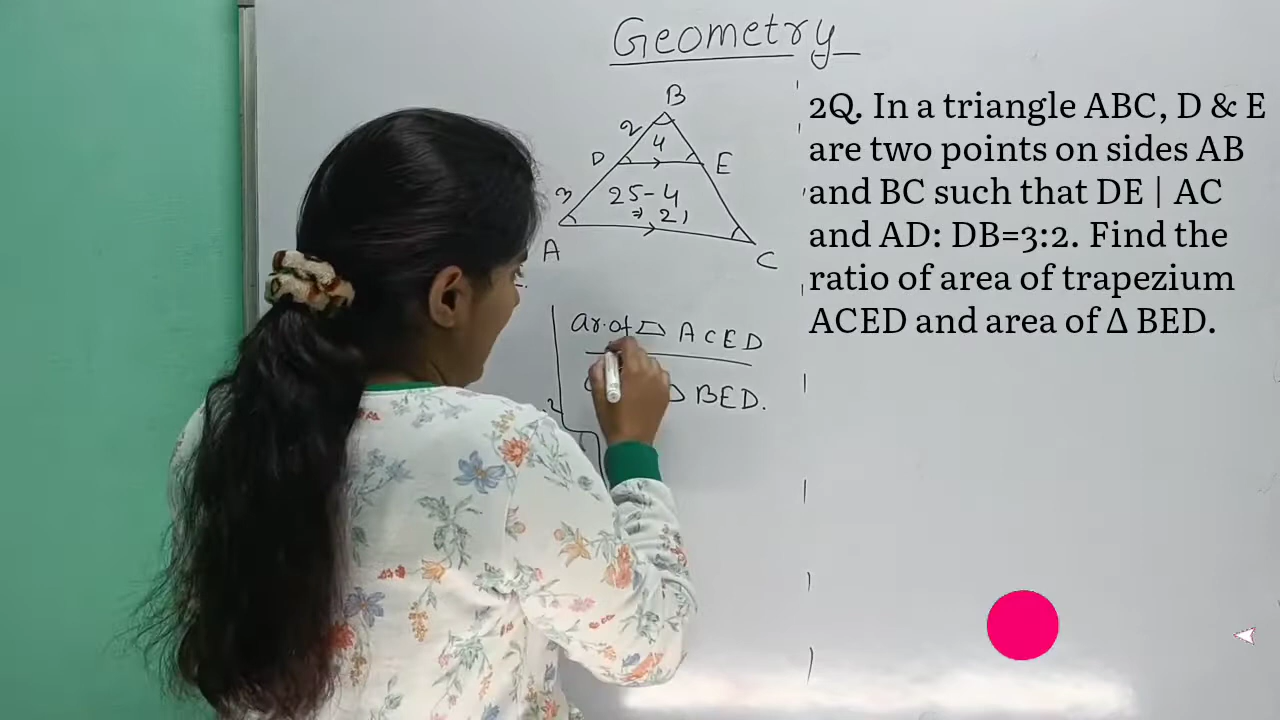 Geometry
B
2
4
D
E
3
25-4
⇒ 21
A
C
ar. of ⏢ ACED
Δ BED.
2Q. In a triangle ABC, D & E
are two points on sides AB
and BC such that DE | AC
and AD: DB=3:2. Find the
ratio of area of trapezium
ACED and area of Δ BED.